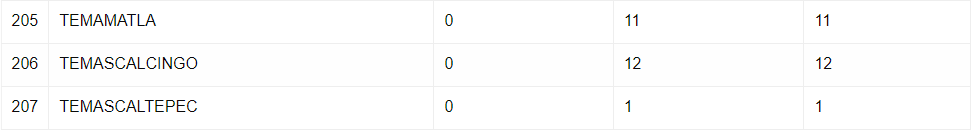 205 TEMAMATLA 0 11 11
206 TEMASCALCINGO 0 12 12
207 TEMASCALTEPEC 0 1 1